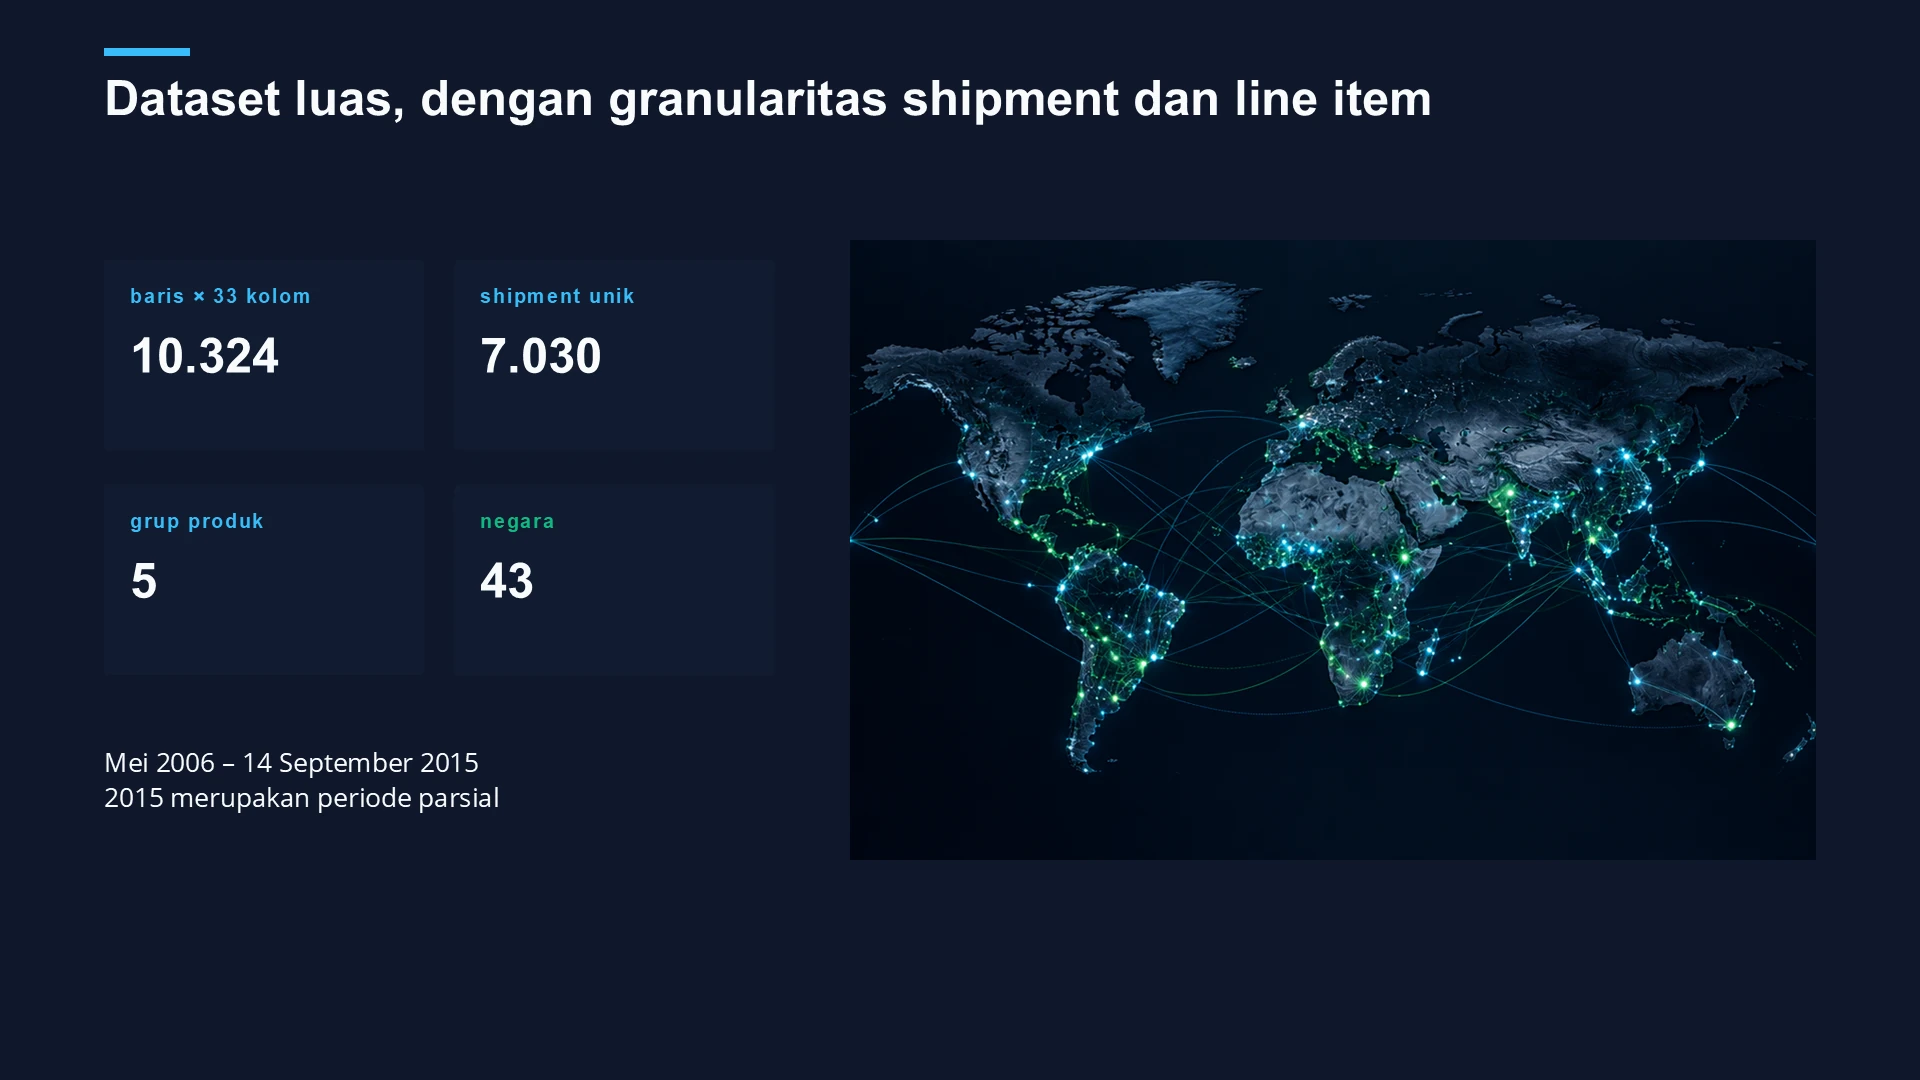 Dataset luas, dengan granularitas shipment dan line item
baris × 33 kolom
10.324
shipment unik
7.030
grup produk
5
negara
43
Mei 2006 – 14 September 2015
2015 merupakan periode parsial